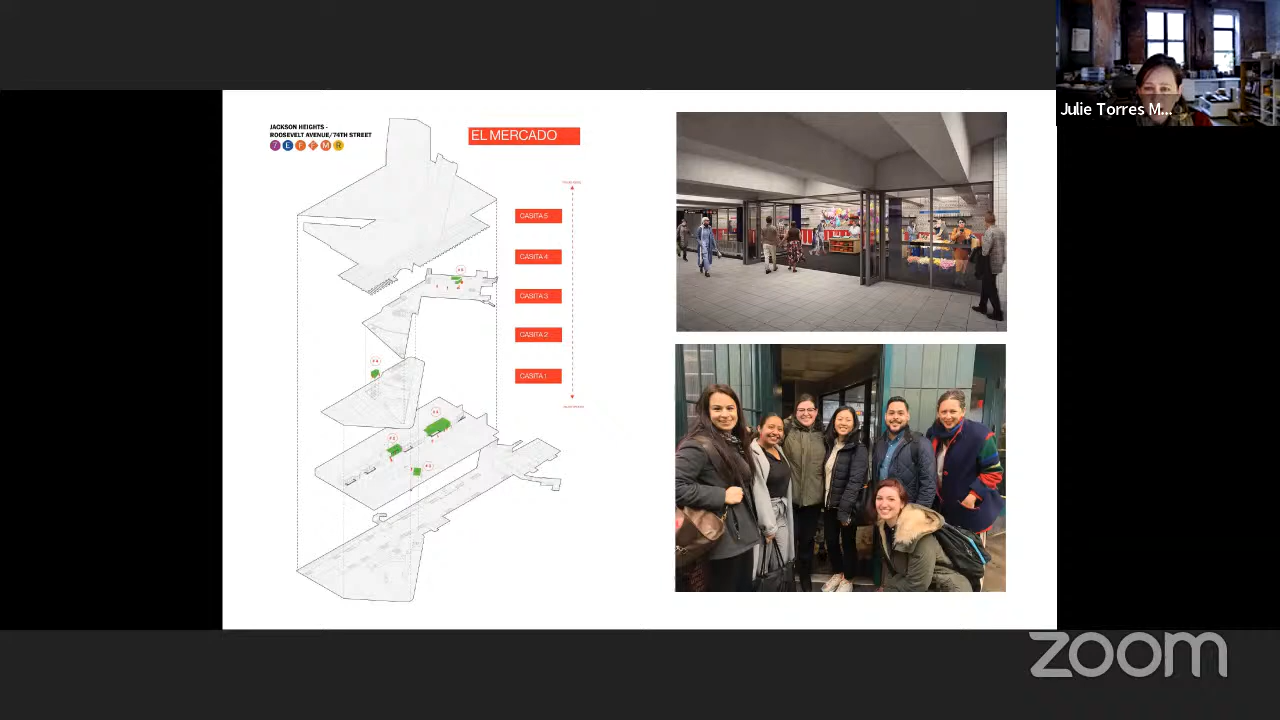 JACKSON HEIGHTS -
ROOSEVELT AVENUE/74TH STREET
7 E F F M R
EL MERCADO
CASITA 5
CASITA 4
CASITA 3
CASITA 2
CASITA 1
Julie Torres M...
zoom